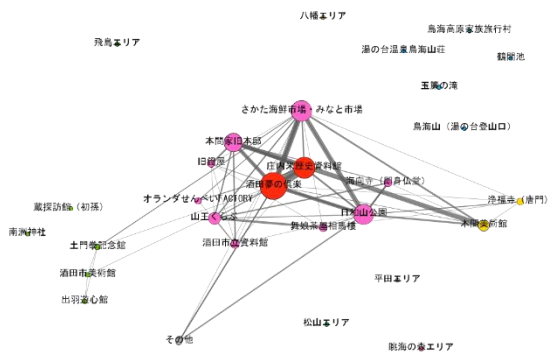 八幡エリア
鳥海高原家族旅行村
飛島エリア
湯の台温泉鳥海山荘
鶴間池
玉簾の滝
さかた海鮮市場・みなと市場
鳥海山（湯の台登山口）
本間家旧本邸
旧鐙屋
庄内米歴史資料館
海向寺（即身仏堂）
酒田夢の倶楽
オランダせんべいFACTORY
浄福寺（唐門）
蔵探訪館（初孫）
日和山公園
山王くらぶ
舞娘茶屋相馬樓
本間美術館
南洲神社
土門拳記念館
酒田市立資料館
酒田市美術館
平田エリア
出羽遊心館
松山エリア
その他
眺海の森エリア